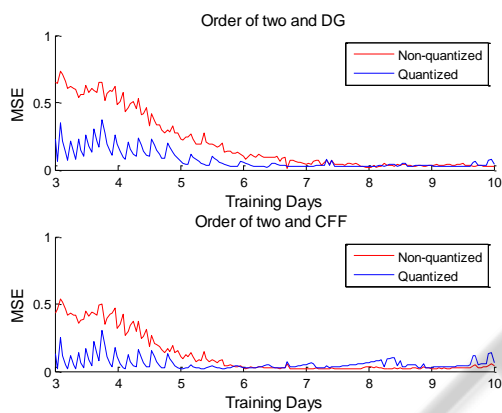 Order of two and DG
1
0.5
0
MSE
Non-quantized
Quantized
3 4 5 6 7 8 9 10
Training Days
Order of two and CFF
1
0.5
0
MSE
Non-quantized
Quantized
3 4 5 6 7 8 9 10
Training Days